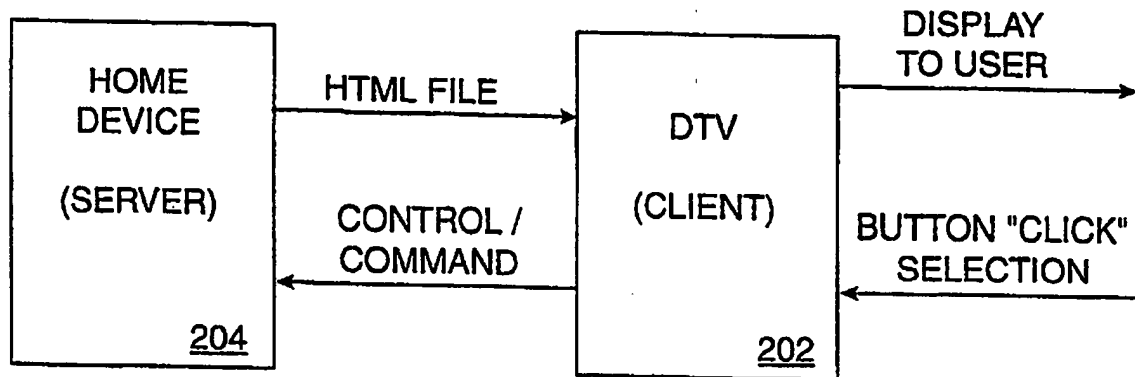 HOME
DEVICE
(SERVER)
204
HTML FILE
CONTROL /
COMMAND
DTV
(CLIENT)
202
DISPLAY
TO USER
BUTTON "CLICK"
SELECTION